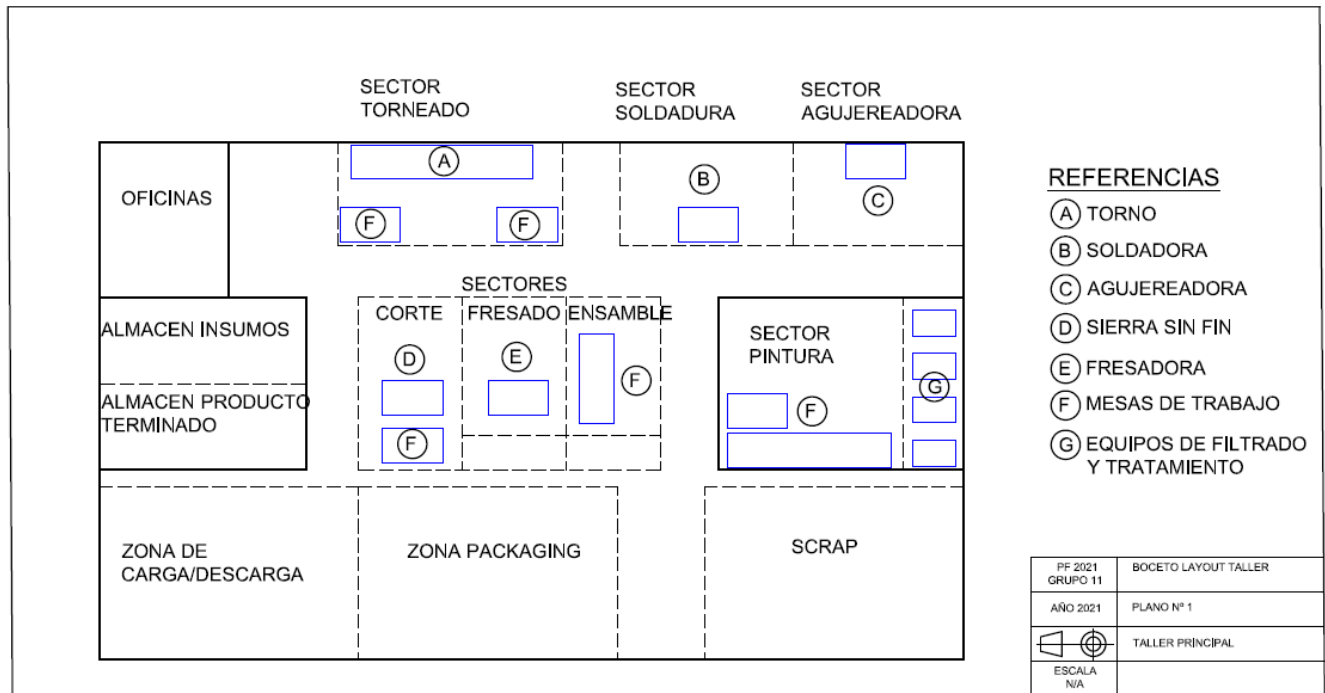 SECTOR
TORNEADO
SECTOR
SOLDADURA
SECTOR
AGUJEREADORA
OFICINAS
A
B
C
F
F
SECTORES
CORTE
FRESADO
ENSAMBLE
D
E
F
F
ALMACEN INSUMOS
ALMACEN PRODUCTO
TERMINADO
SECTOR
PINTURA
F
G
ZONA DE
CARGA/DESCARGA
ZONA PACKAGING
SCRAP
REFERENCIAS
A TORNO
B SOLDADORA
C AGUJEREADORA
D SIERRA SIN FIN
E FRESADORA
F MESAS DE TRABAJO
G EQUIPOS DE FILTRADO
Y TRATAMIENTO
PF 2021
GRUPO 11
BOCETO LAYOUT TALLER
AÑO 2021
PLANO Nº 1
TALLER PRINCIPAL
ESCALA
N/A